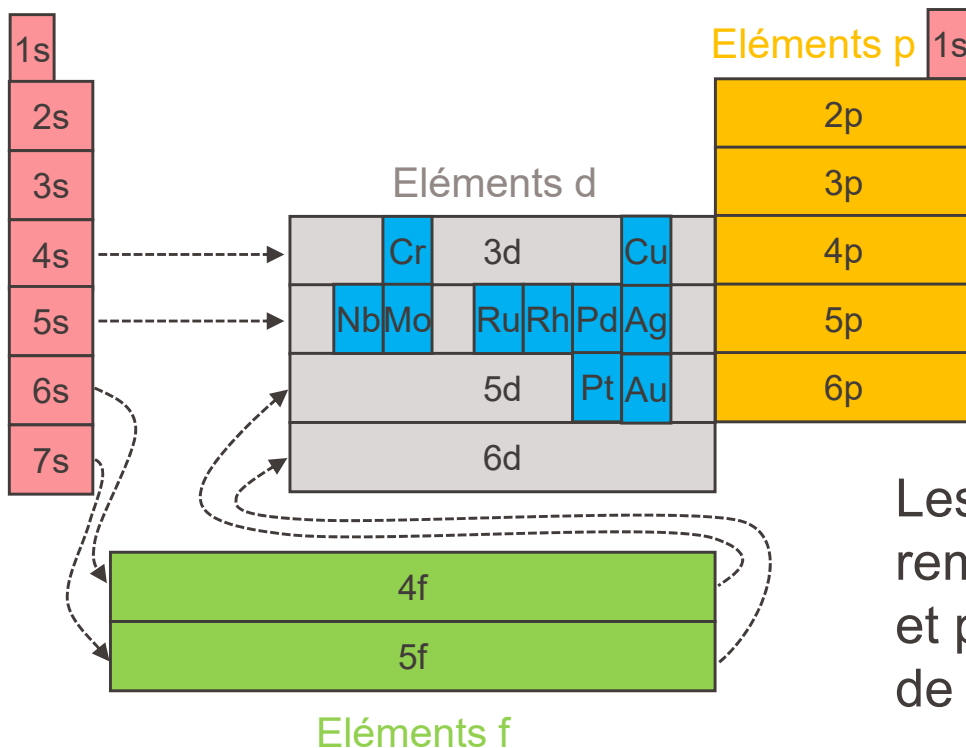 1s
Eléments p
1s
2s
2p
3s
3p
Eléments d
4s
Cr
3d
Cu
4p
5s
Nb
Mo
Ru
Rh
Pd
Ag
5p
6s
5d
Pt
Au
6p
7s
6d
Les
ren
et p
de
4f
5f
Eléments f